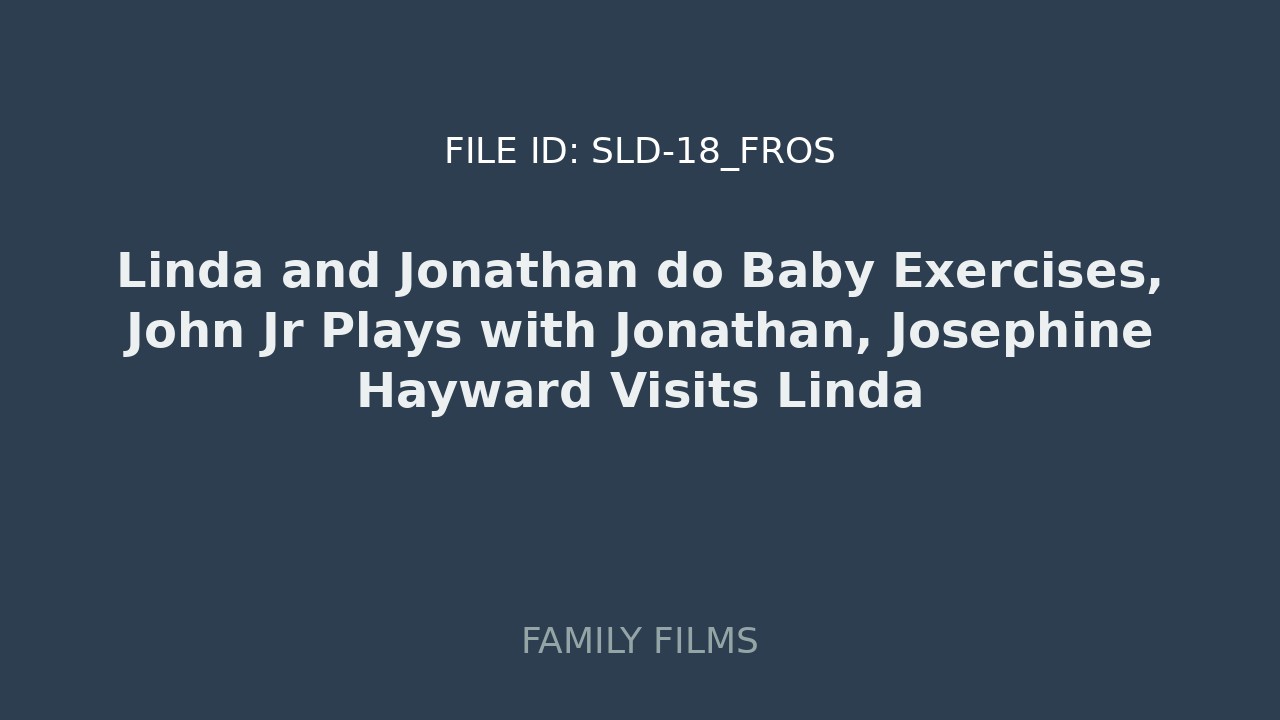 FILE ID: SLD-18_FROS
Linda and Jonathan do Baby Exercises,
John Jr Plays with Jonathan, Josephine
Hayward Visits Linda
FAMILY FILMS